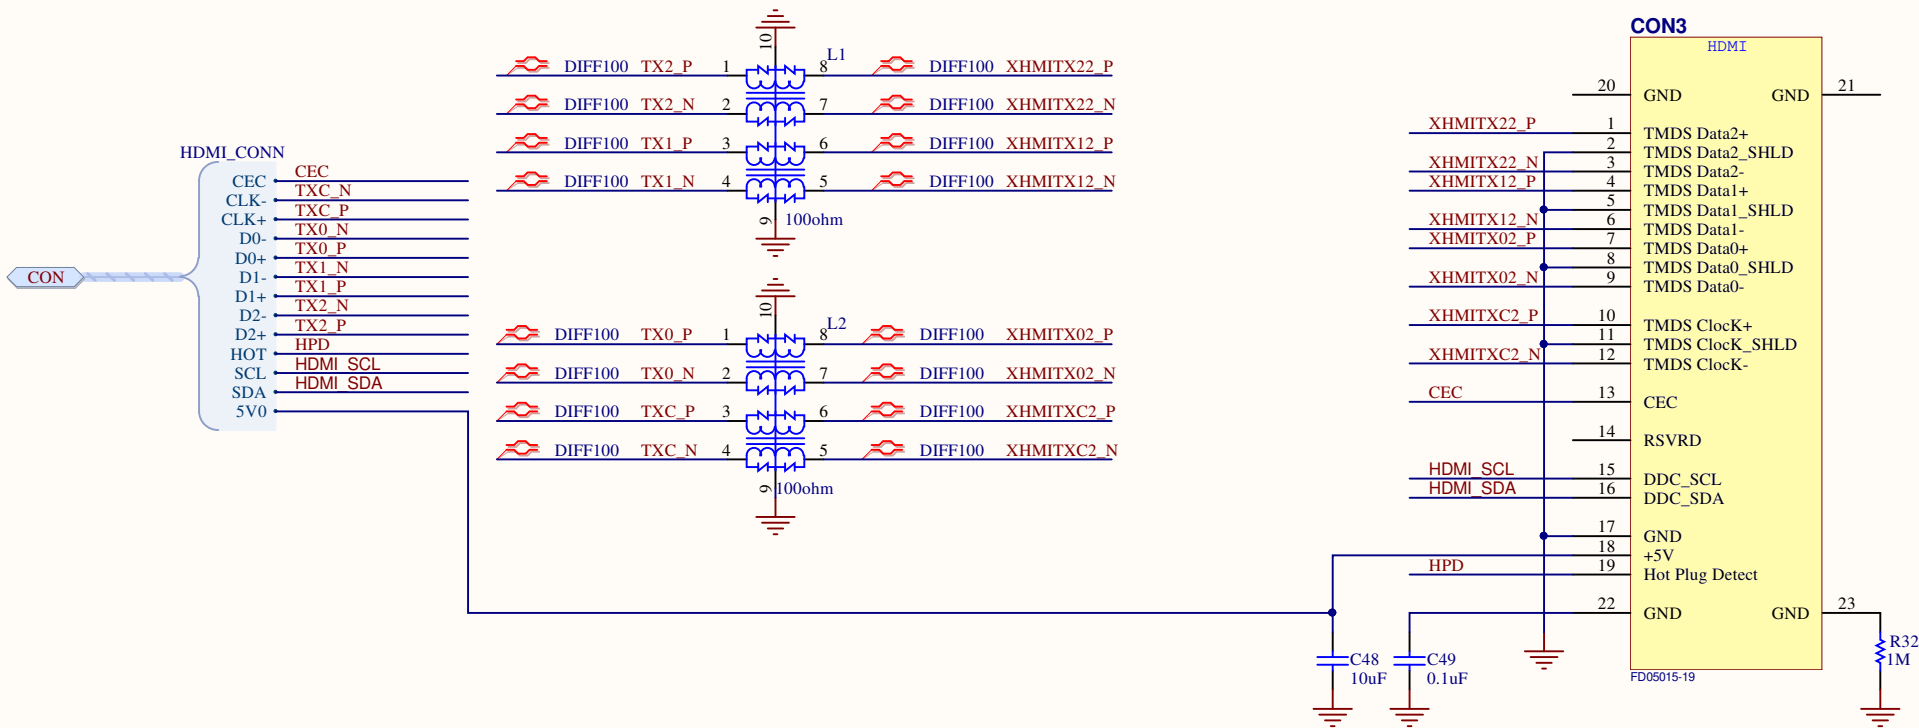 CON
HDMI_CONN
CEC CEC
CLK- TXC_N
CLK+ TXC_P
D0- TX0_N
D0+ TX0_P
D1- TX1_N
D1+ TX1_P
D2- TX2_N
D2+ TX2_P
HOT HPD
SCL HDMI_SCL
SDA HDMI_SDA
5V0
10
L1
DIFF100 TX2_P 1 8 DIFF100 XHMITX22_P
DIFF100 TX2_N 2 7 DIFF100 XHMITX22_N
DIFF100 TX1_P 3 6 DIFF100 XHMITX12_P
DIFF100 TX1_N 4 5 DIFF100 XHMITX12_N
9 100ohm
10
L2
DIFF100 TX0_P 1 8 DIFF100 XHMITX02_P
DIFF100 TX0_N 2 7 DIFF100 XHMITX02_N
DIFF100 TXC_P 3 6 DIFF100 XHMITXC2_P
DIFF100 TXC_N 4 5 DIFF100 XHMITXC2_N
9 100ohm
CON3
HDMI
20 GND GND 21
XHMITX22_P 1 TMDS Data2+
2 TMDS Data2_SHLD
XHMITX22_N 3 TMDS Data2-
XHMITX12_P 4 TMDS Data1+
5 TMDS Data1_SHLD
XHMITX12_N 6 TMDS Data1-
XHMITX02_P 7 TMDS Data0+
8 TMDS Data0_SHLD
XHMITX02_N 9 TMDS Data0-
XHMITXC2_P 10 TMDS ClocK+
11 TMDS ClocK_SHLD
XHMITXC2_N 12 TMDS ClocK-
CEC 13 CEC
14 RSVRD
HDMI_SCL 15 DDC_SCL
HDMI_SDA 16 DDC_SDA
17 GND
18 +5V
HPD 19 Hot Plug Detect
22 GND GND 23
C48
10uF
C49
0.1uF
R32
1M
FD05015-19